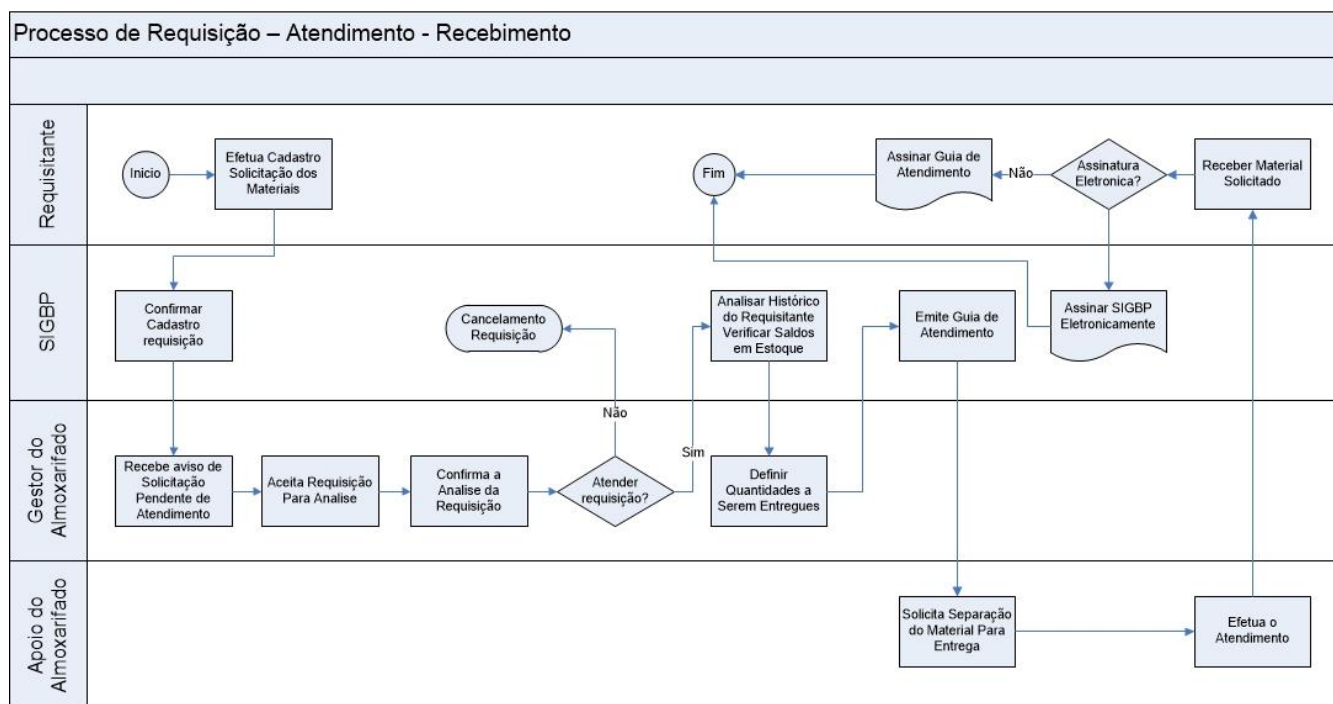 Processo de Requisição – Atendimento - Recebimento
Requisitante
Inicio
Efetua Cadastro
Solicitação dos
Materiais
Fim
Assinar Guia de
Atendimento
Não
Assinatura
Eletronica?
Receber Material
Solicitado
SIGBP
Confirmar
Cadastro
requisição
Cancelamento
Requisição
Analisar Histórico
do Requisitante
Verificar Saldos
em Estoque
Emite Guia de
Atendimento
Assinar SIGBP
Eletronicamente
Gestor do
Almoxarifado
Recebe aviso de
Solicitação
Pendente de
Atendimento
Aceita Requisição
Para Analise
Confirma a
Analise da
Requisição
Não
Atender
requisição?
Sim
Definir
Quantidades a
Serem Entregues
Apoio do
Almoxarifado
Solicita Separação
do Material Para
Entrega
Efetua o
Atendimento